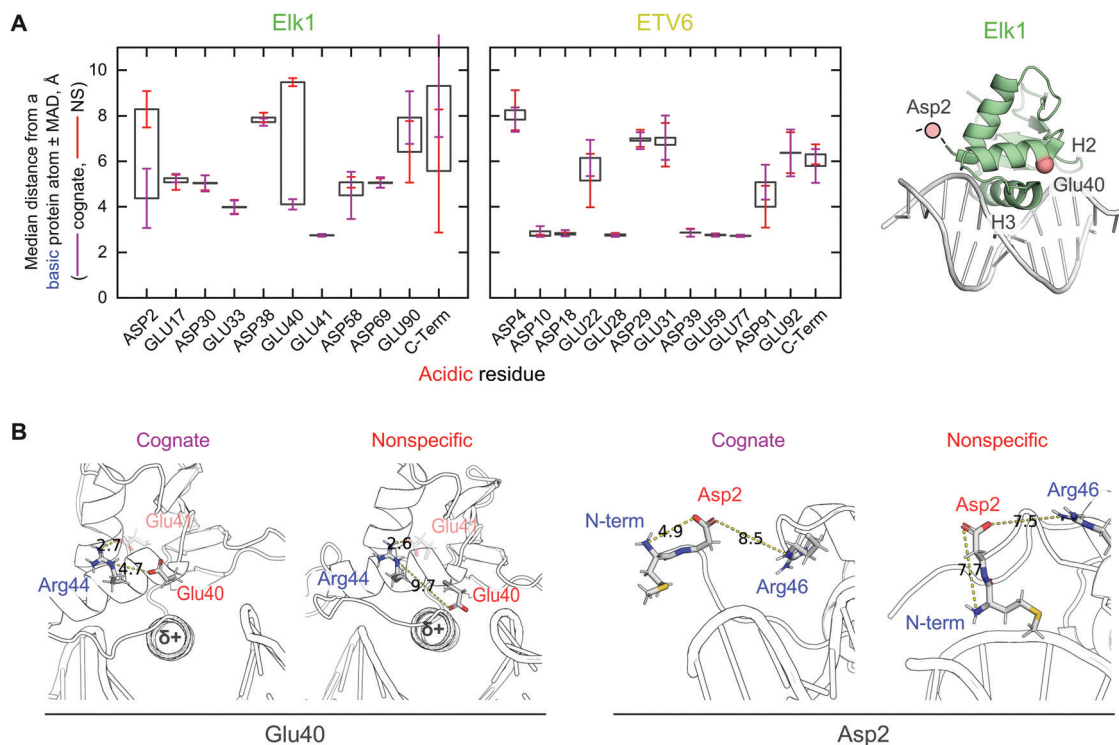 A
Elk1
ETV6
Elk1
Median distance from a
basic protein atom ± MAD, Å
( — cognate, — NS)
10
8
6
4
2
0
ASP2
GLU17
ASP30
GLU33
ASP38
GLU40
GLU41
ASP58
ASP69
GLU90
C-Term
ASP4
ASP10
ASP18
GLU22
GLU28
ASP29
GLU31
ASP39
GLU59
GLU77
ASP91
GLU92
C-Term
Acidic residue
Asp2
H2
Glu40
H3
B
Cognate
Nonspecific
Cognate
Nonspecific
Glu41
2.7
Arg44
4.7
Glu40
δ+
Glu41
2.6
Arg44
9.7
Glu40
δ+
Asp2
N-term
4.9
8.5
Arg46
Asp2
Arg46
7.5
7.7
N-term
Glu40
Asp2